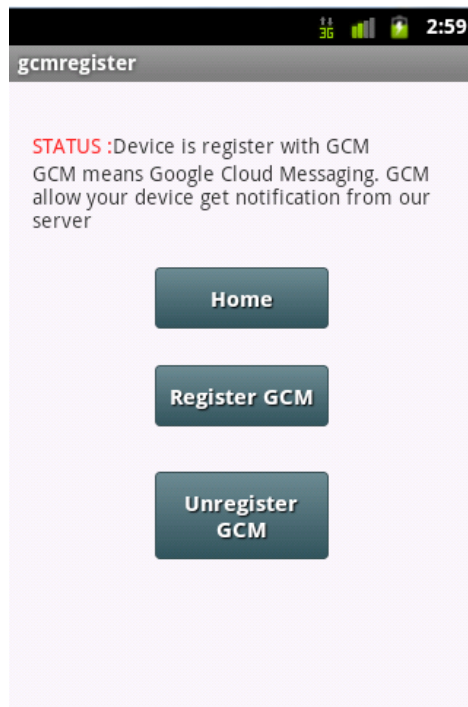 3G 2:59
gcmregister
STATUS :Device is register with GCM
GCM means Google Cloud Messaging. GCM
allow your device get notification from our
server
Home
Register GCM
Unregister
GCM